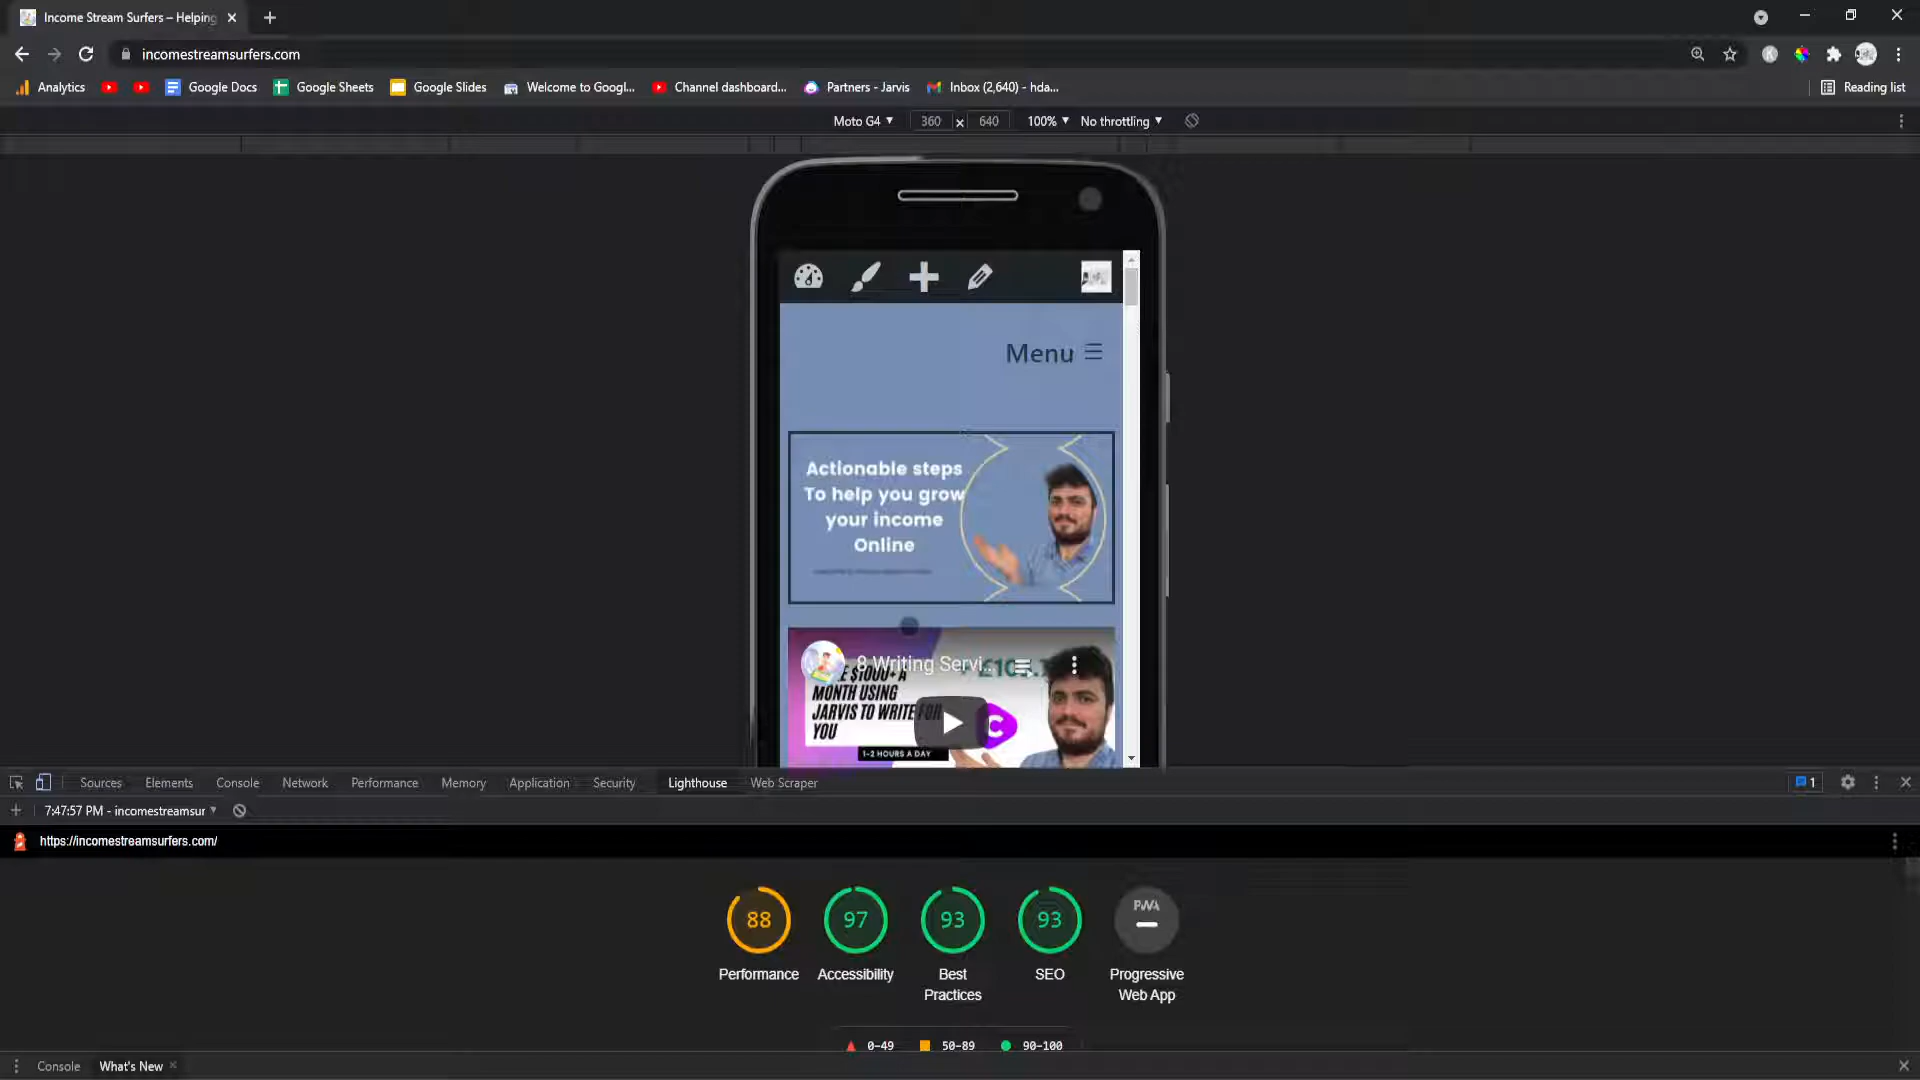 Income Stream Surfers – Helping
incomestreamsurfers.com
Analytics
Google Docs
Google Sheets
Google Slides
Welcome to Googl...
Channel dashboard...
Partners - Jarvis
Inbox (2,640) - hda...
Reading list
Moto G4
360 x 640
100%
No throttling
Menu
Actionable steps
To help you grow
your income
Online
8 Writing Servi...
$1000+ A
MONTH USING
JARVIS TO WRITE FOR
YOU
1-2 HOURS A DAY
Sources
Elements
Console
Network
Performance
Memory
Application
Security
Lighthouse
Web Scraper
1
7:47:57 PM - incomestreamsur
https://incomestreamsurfers.com/
88
97
93
93
PWA
Performance
Accessibility
Best
Practices
SEO
Progressive
Web App
0–49
50–89
90–100
Console
What's New